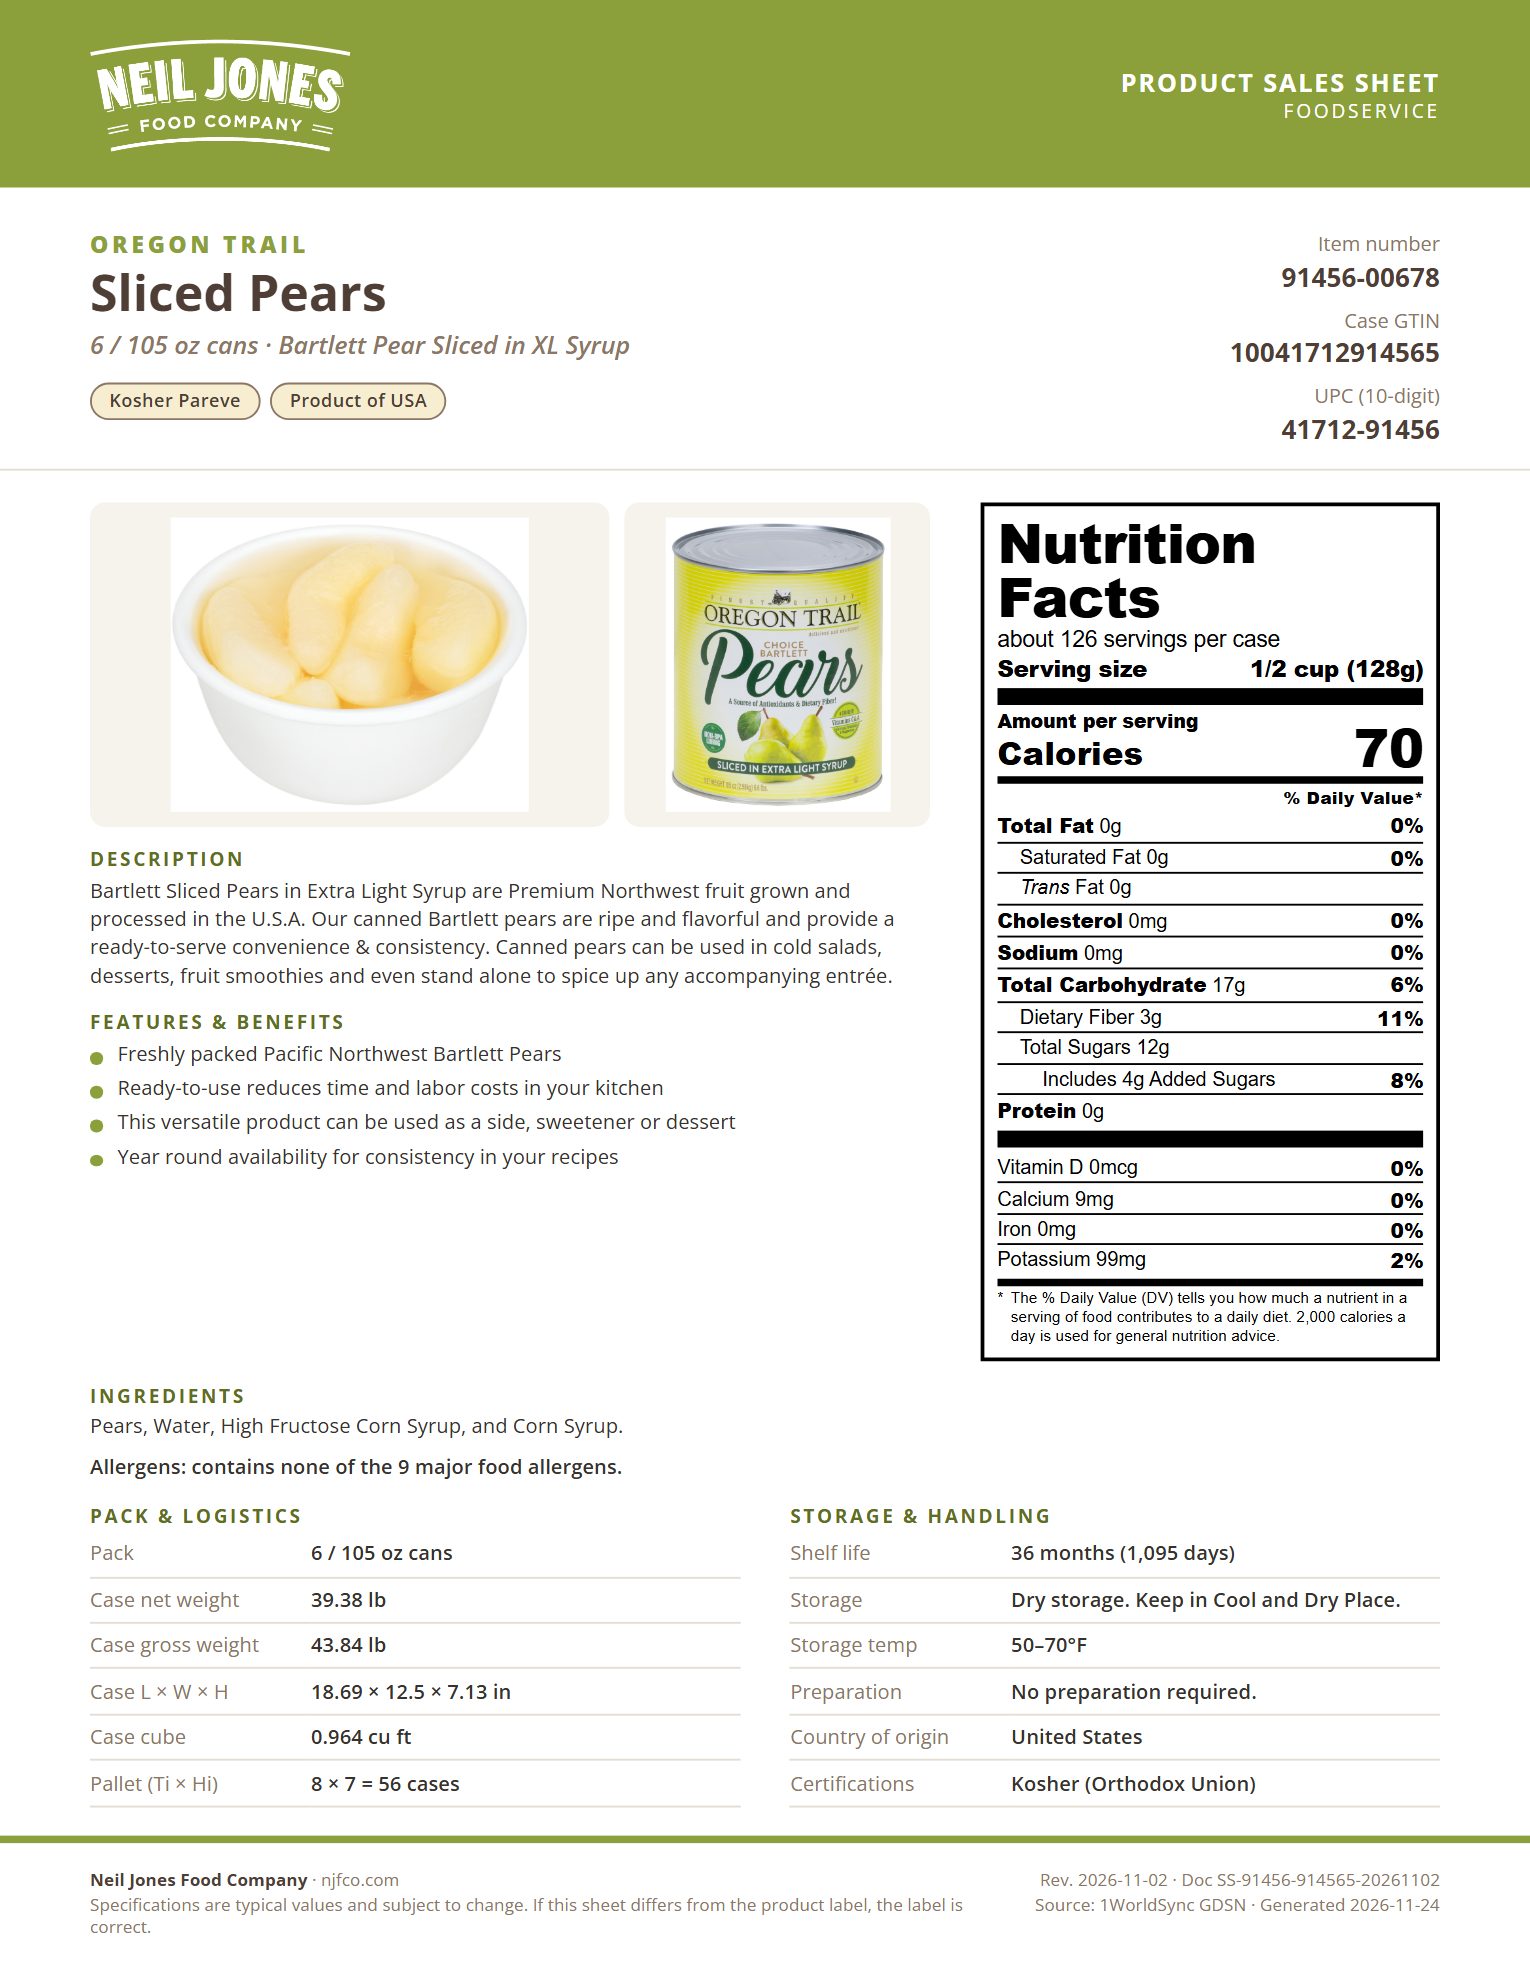 NEIL JONES
FOOD COMPANY
PRODUCT SALES SHEET
FOODSERVICE
OREGON TRAIL
Sliced Pears
6 / 105 oz cans · Bartlett Pear Sliced in XL Syrup
Kosher Pareve
Product of USA
Item number
91456-00678
Case GTIN
10041712914565
UPC (10-digit)
41712-91456
FINEST QUALITY
OREGON TRAIL
CHOICE
BARTLETT
Pears
A Source of Antioxidants & Dietary Fiber!
SLICED IN EXTRA LIGHT SYRUP
DESCRIPTION
Bartlett Sliced Pears in Extra Light Syrup are Premium Northwest fruit grown and
processed in the U.S.A. Our canned Bartlett pears are ripe and flavorful and provide a
ready-to-serve convenience & consistency. Canned pears can be used in cold salads,
desserts, fruit smoothies and even stand alone to spice up any accompanying entrée.
FEATURES & BENEFITS
Freshly packed Pacific Northwest Bartlett Pears
Ready-to-use reduces time and labor costs in your kitchen
This versatile product can be used as a side, sweetener or dessert
Year round availability for consistency in your recipes
Nutrition
Facts
about 126 servings per case
Serving size 1/2 cup (128g)
Amount per serving
Calories 70
% Daily Value*
Total Fat 0g 0%
Saturated Fat 0g 0%
Trans Fat 0g
Cholesterol 0mg 0%
Sodium 0mg 0%
Total Carbohydrate 17g 6%
Dietary Fiber 3g 11%
Total Sugars 12g
Includes 4g Added Sugars 8%
Protein 0g
Vitamin D 0mcg 0%
Calcium 9mg 0%
Iron 0mg 0%
Potassium 99mg 2%
* The % Daily Value (DV) tells you how much a nutrient in a
serving of food contributes to a daily diet. 2,000 calories a
day is used for general nutrition advice.
INGREDIENTS
Pears, Water, High Fructose Corn Syrup, and Corn Syrup.
Allergens: contains none of the 9 major food allergens.
PACK & LOGISTICS
Pack 6 / 105 oz cans
Case net weight 39.38 lb
Case gross weight 43.84 lb
Case L × W × H 18.69 × 12.5 × 7.13 in
Case cube 0.964 cu ft
Pallet (Ti × Hi) 8 × 7 = 56 cases
STORAGE & HANDLING
Shelf life 36 months (1,095 days)
Storage Dry storage. Keep in Cool and Dry Place.
Storage temp 50–70°F
Preparation No preparation required.
Country of origin United States
Certifications Kosher (Orthodox Union)
Neil Jones Food Company · njfco.com
Specifications are typical values and subject to change. If this sheet differs from the product label, the label is
correct.
Rev. 2026-11-02 · Doc SS-91456-914565-20261102
Source: 1WorldSync GDSN · Generated 2026-11-24